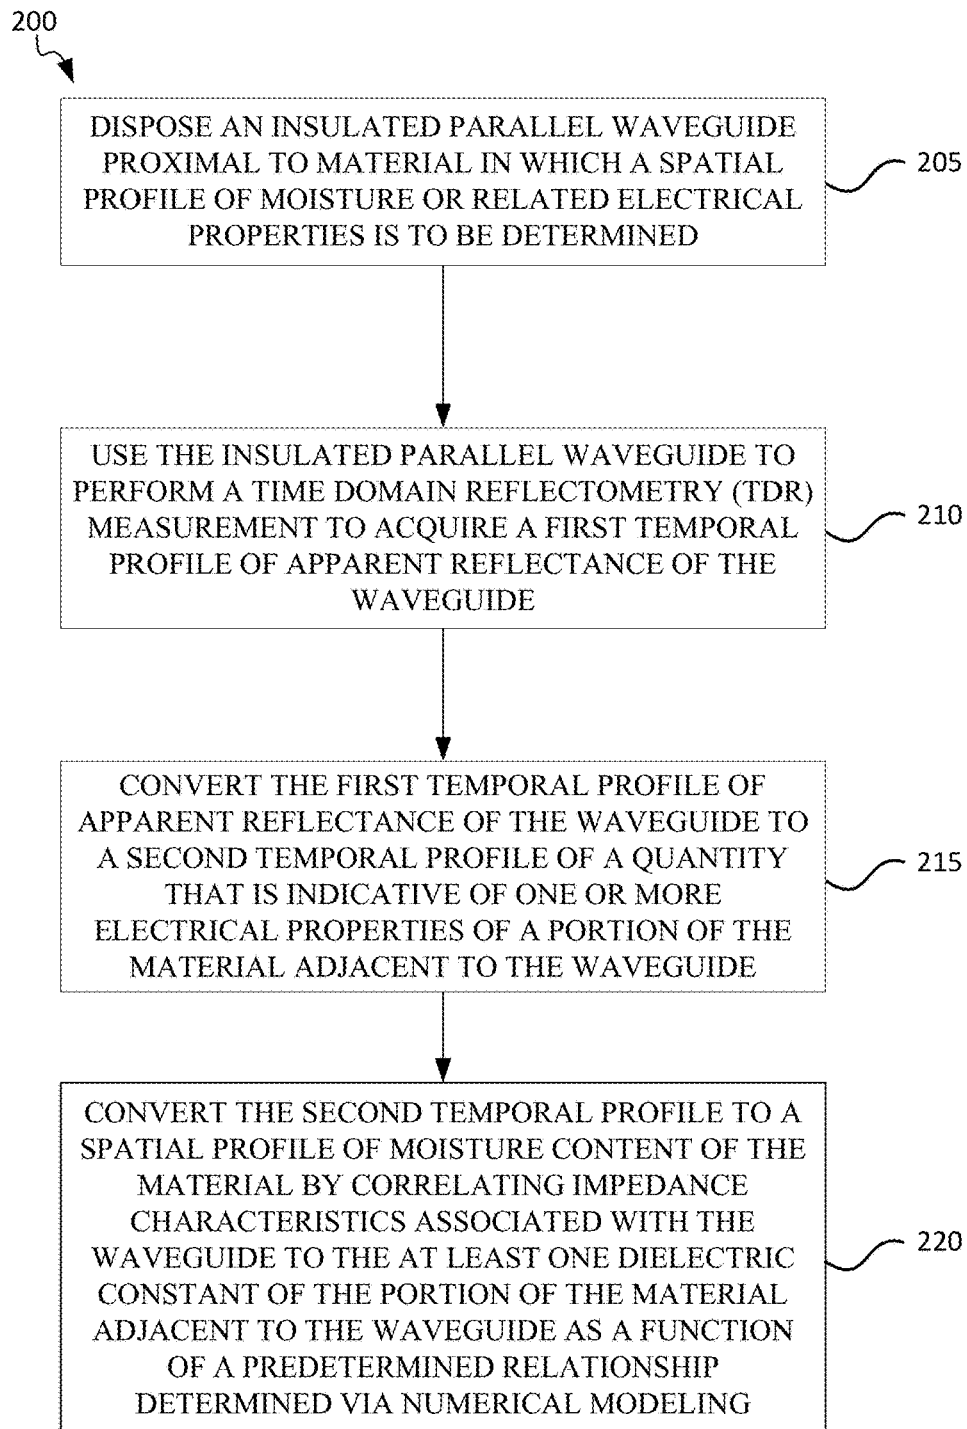 200
DISPOSE AN INSULATED PARALLEL WAVEGUIDE
PROXIMAL TO MATERIAL IN WHICH A SPATIAL
PROFILE OF MOISTURE OR RELATED ELECTRICAL
PROPERTIES IS TO BE DETERMINED
205
USE THE INSULATED PARALLEL WAVEGUIDE TO
PERFORM A TIME DOMAIN REFLECTOMETRY (TDR)
MEASUREMENT TO ACQUIRE A FIRST TEMPORAL
PROFILE OF APPARENT REFLECTANCE OF THE
WAVEGUIDE
210
CONVERT THE FIRST TEMPORAL PROFILE OF
APPARENT REFLECTANCE OF THE WAVEGUIDE TO
A SECOND TEMPORAL PROFILE OF A QUANTITY
THAT IS INDICATIVE OF ONE OR MORE
ELECTRICAL PROPERTIES OF A PORTION OF THE
MATERIAL ADJACENT TO THE WAVEGUIDE
215
CONVERT THE SECOND TEMPORAL PROFILE TO A
SPATIAL PROFILE OF MOISTURE CONTENT OF THE
MATERIAL BY CORRELATING IMPEDANCE
CHARACTERISTICS ASSOCIATED WITH THE
WAVEGUIDE TO THE AT LEAST ONE DIELECTRIC
CONSTANT OF THE PORTION OF THE MATERIAL
ADJACENT TO THE WAVEGUIDE AS A FUNCTION
OF A PREDETERMINED RELATIONSHIP
DETERMINED VIA NUMERICAL MODELING
220